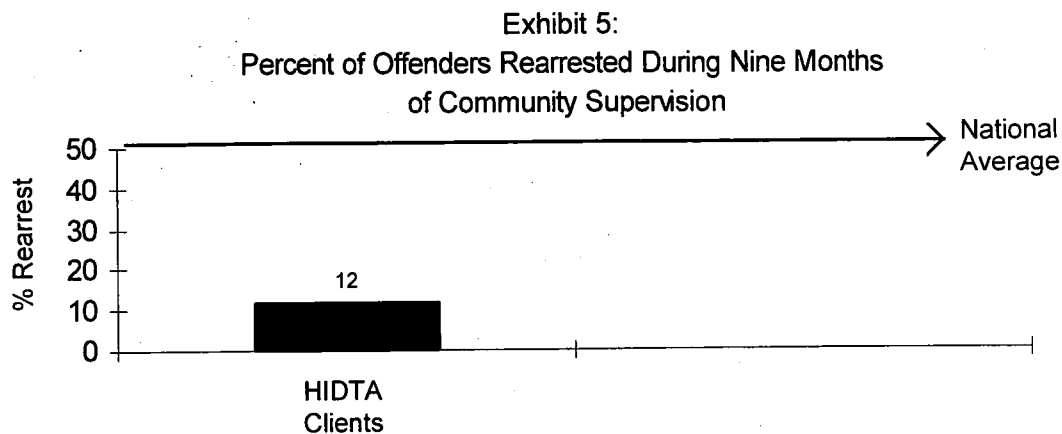 Exhibit 5:
Percent of Offenders Rearrested During Nine Months
of Community Supervision
National
Average
% Rearrest
50
40
30
20
10
0
12
HIDTA
Clients